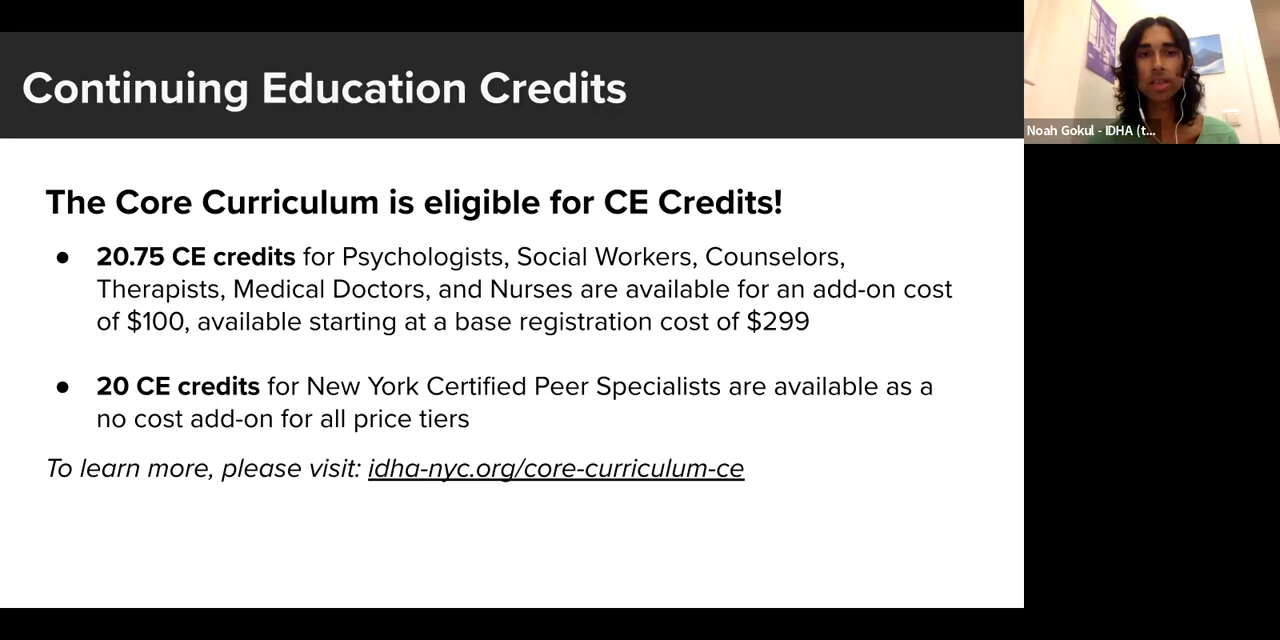 Continuing Education Credits
Noah Gokul - IDHA (t...
The Core Curriculum is eligible for CE Credits!
● 20.75 CE credits for Psychologists, Social Workers, Counselors,
Therapists, Medical Doctors, and Nurses are available for an add-on cost
of $100, available starting at a base registration cost of $299
● 20 CE credits for New York Certified Peer Specialists are available as a
no cost add-on for all price tiers
To learn more, please visit: idha-nyc.org/core-curriculum-ce